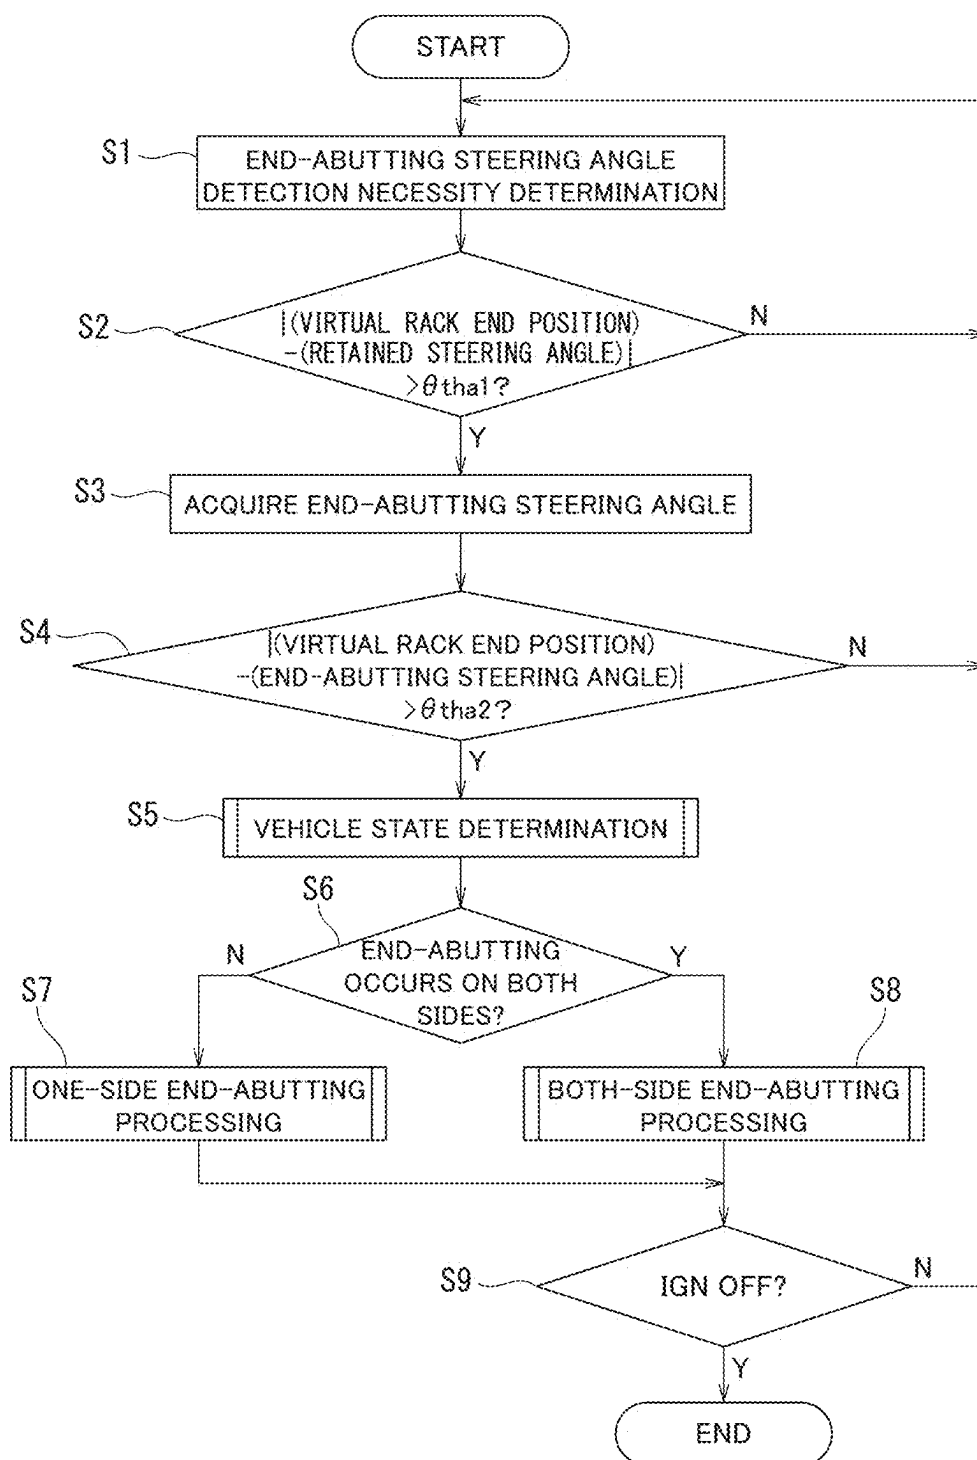 START
S1
END-ABUTTING STEERING ANGLE
DETECTION NECESSITY DETERMINATION
S2
|(VIRTUAL RACK END POSITION)
-(RETAINED STEERING ANGLE)|
>θtha1?
N
Y
S3
ACQUIRE END-ABUTTING STEERING ANGLE
S4
|(VIRTUAL RACK END POSITION)
-(END-ABUTTING STEERING ANGLE)|
>θtha2?
N
Y
S5
VEHICLE STATE DETERMINATION
S6
END-ABUTTING
OCCURS ON BOTH
SIDES?
N
Y
S7
ONE-SIDE END-ABUTTING
PROCESSING
S8
BOTH-SIDE END-ABUTTING
PROCESSING
S9
IGN OFF?
N
Y
END